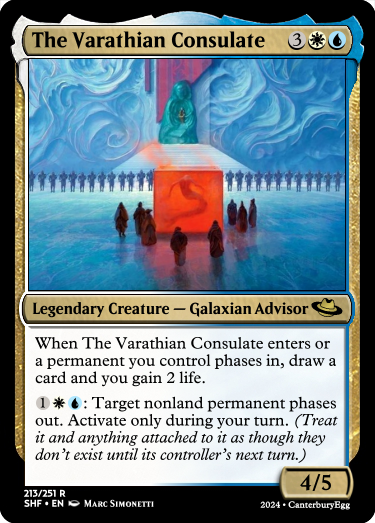 The Varathian Consulate 3
Legendary Creature — Galaxian Advisor
When The Varathian Consulate enters or
a permanent you control phases in, draw a
card and you gain 2 life.
1: Target nonland permanent phases
out. Activate only during your turn. (Treat
it and anything attached to it as though they
don't exist until its controller's next turn.)
4/5
213/251 R
SHF • EN Marc Simonetti
2024 • CanterburyEgg